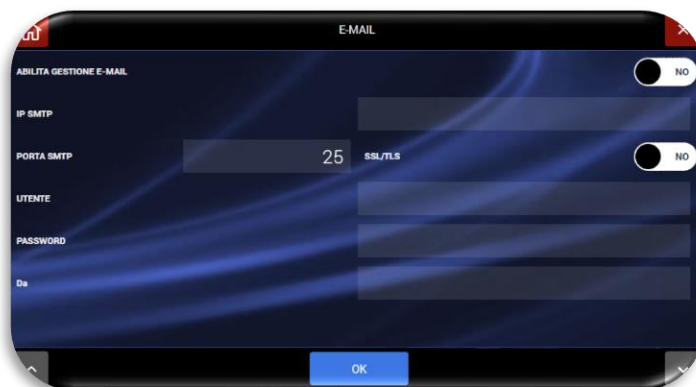 E-MAIL
ABILITA GESTIONE E-MAIL NO
IP SMTP
PORTA SMTP 25 SSL/TLS NO
UTENTE
PASSWORD
Da
OK